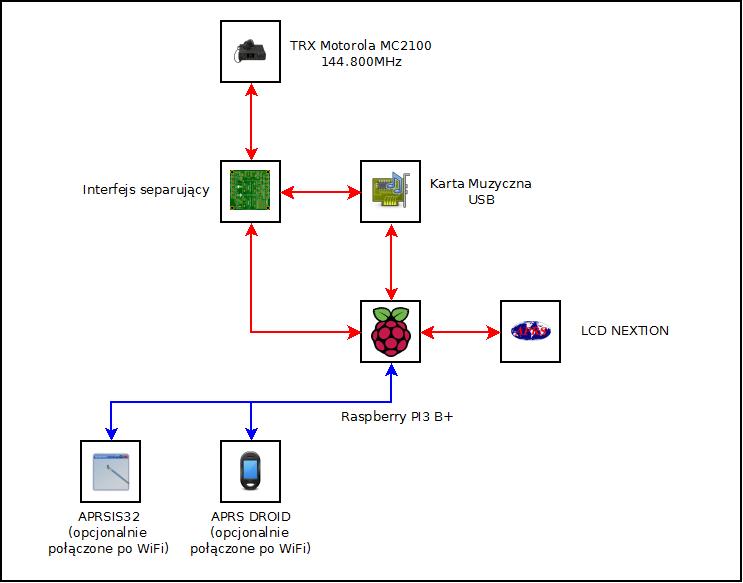 TRX Motorola MC2100
144.800MHz
Interfejs separujący
Karta Muzyczna
USB
APRS
LCD NEXTION
Raspberry PI3 B+
APRSIS32
(opcjonalnie
połączone po WiFi)
APRS DROID
(opcjonalnie
połączone po WiFi)